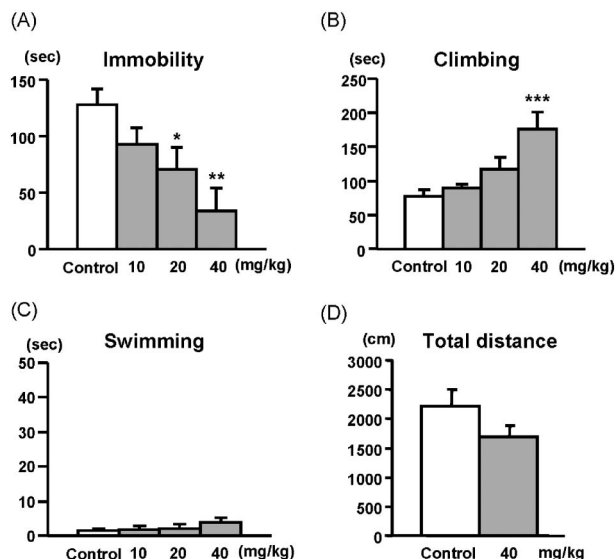 (A)
Immobility
(sec)
150
100
50
0
*
**
Control 10 20 40 (mg/kg)
(B)
Climbing
(sec)
250
200
150
100
50
0
***
Control 10 20 40 (mg/kg)
(C)
Swimming
(sec)
50
40
30
20
10
0
Control 10 20 40 (mg/kg)
(D)
Total distance
(cm)
3000
2500
2000
1500
1000
500
0
Control 40 mg/kg